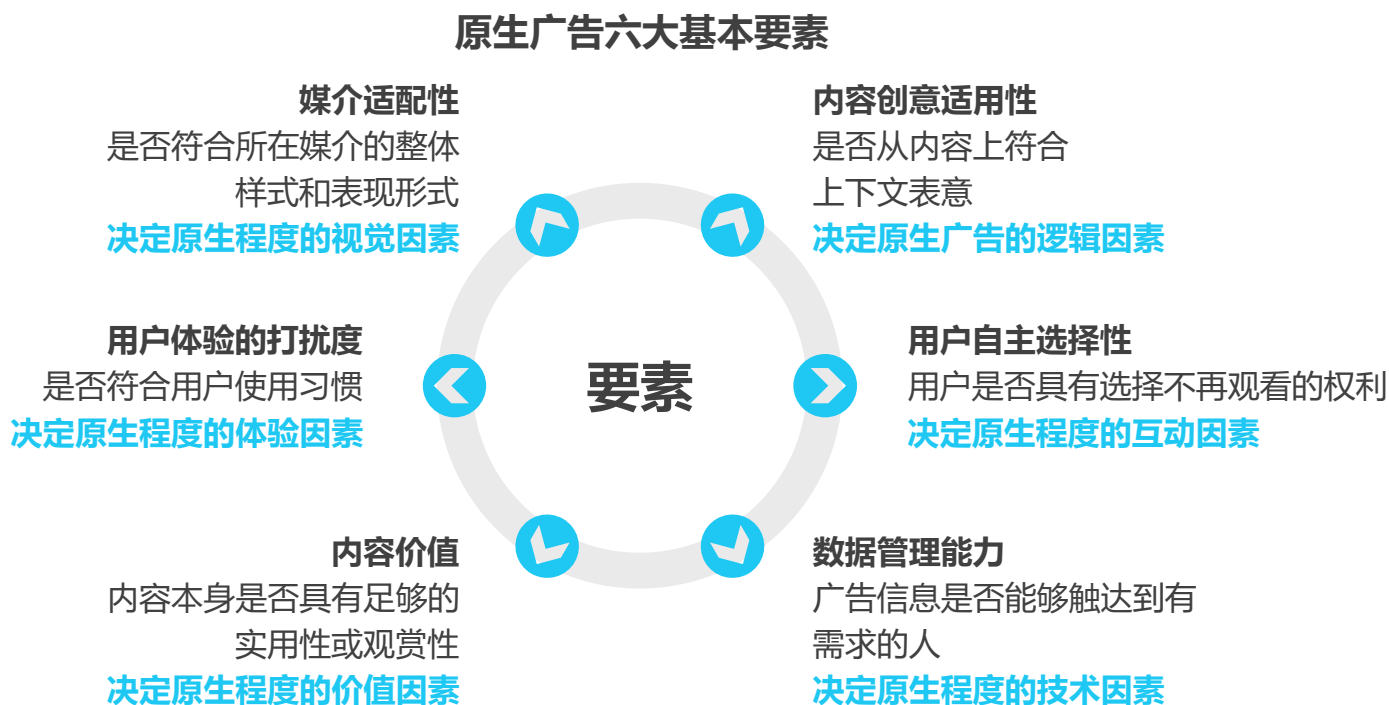 原生广告六大基本要素
媒介适配性
是否符合所在媒介的整体
样式和表现形式
决定原生程度的视觉因素
内容创意适用性
是否从内容上符合
上下文表意
决定原生广告的逻辑因素
用户体验的打扰度
是否符合用户使用习惯
决定原生程度的体验因素
要素
用户自主选择性
用户是否具有选择不再观看的权利
决定原生程度的互动因素
内容价值
内容本身是否具有足够的
实用性或观赏性
决定原生程度的价值因素
数据管理能力
广告信息是否能够触达到有
需求的人
决定原生程度的技术因素